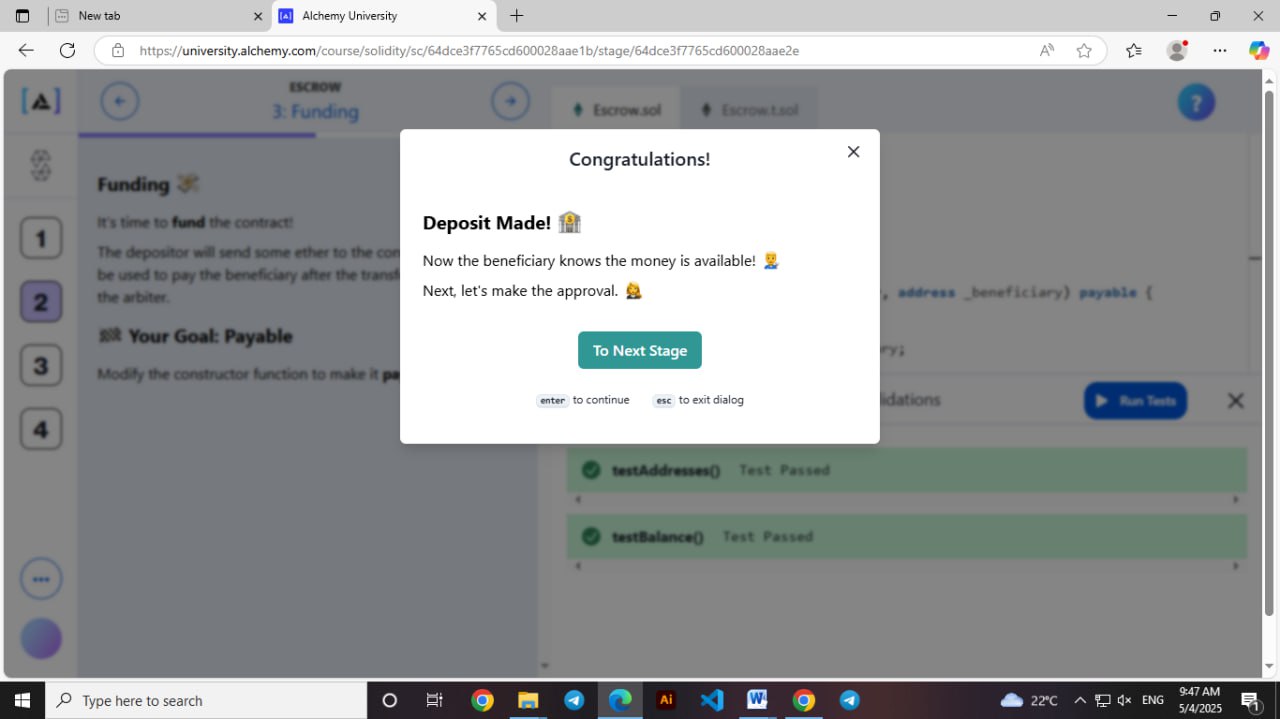 New tab
Alchemy University
https://university.alchemy.com/course/solidity/sc/64dce3f7765cd600028aae1b/stage/64dce3f7765cd600028aae2e
ESCROW
3: Funding
Escrow.sol
Escrow.t.sol
?
Funding
It's time to fund the contract!
The depositor will send some ether to the con
be used to pay the beneficiary after the transf
the arbiter.
Your Goal: Payable
Modify the constructor function to make it pa
1
2
3
4
Congratulations!
Deposit Made!
Now the beneficiary knows the money is available!
Next, let's make the approval.
To Next Stage
enter to continue
esc to exit dialog
, address _beneficiary) payable {
ry;
lidations
Run Tests
testAddresses() Test Passed
testBalance() Test Passed
Type here to search
22°C
ENG
9:47 AM
5/4/2025
1